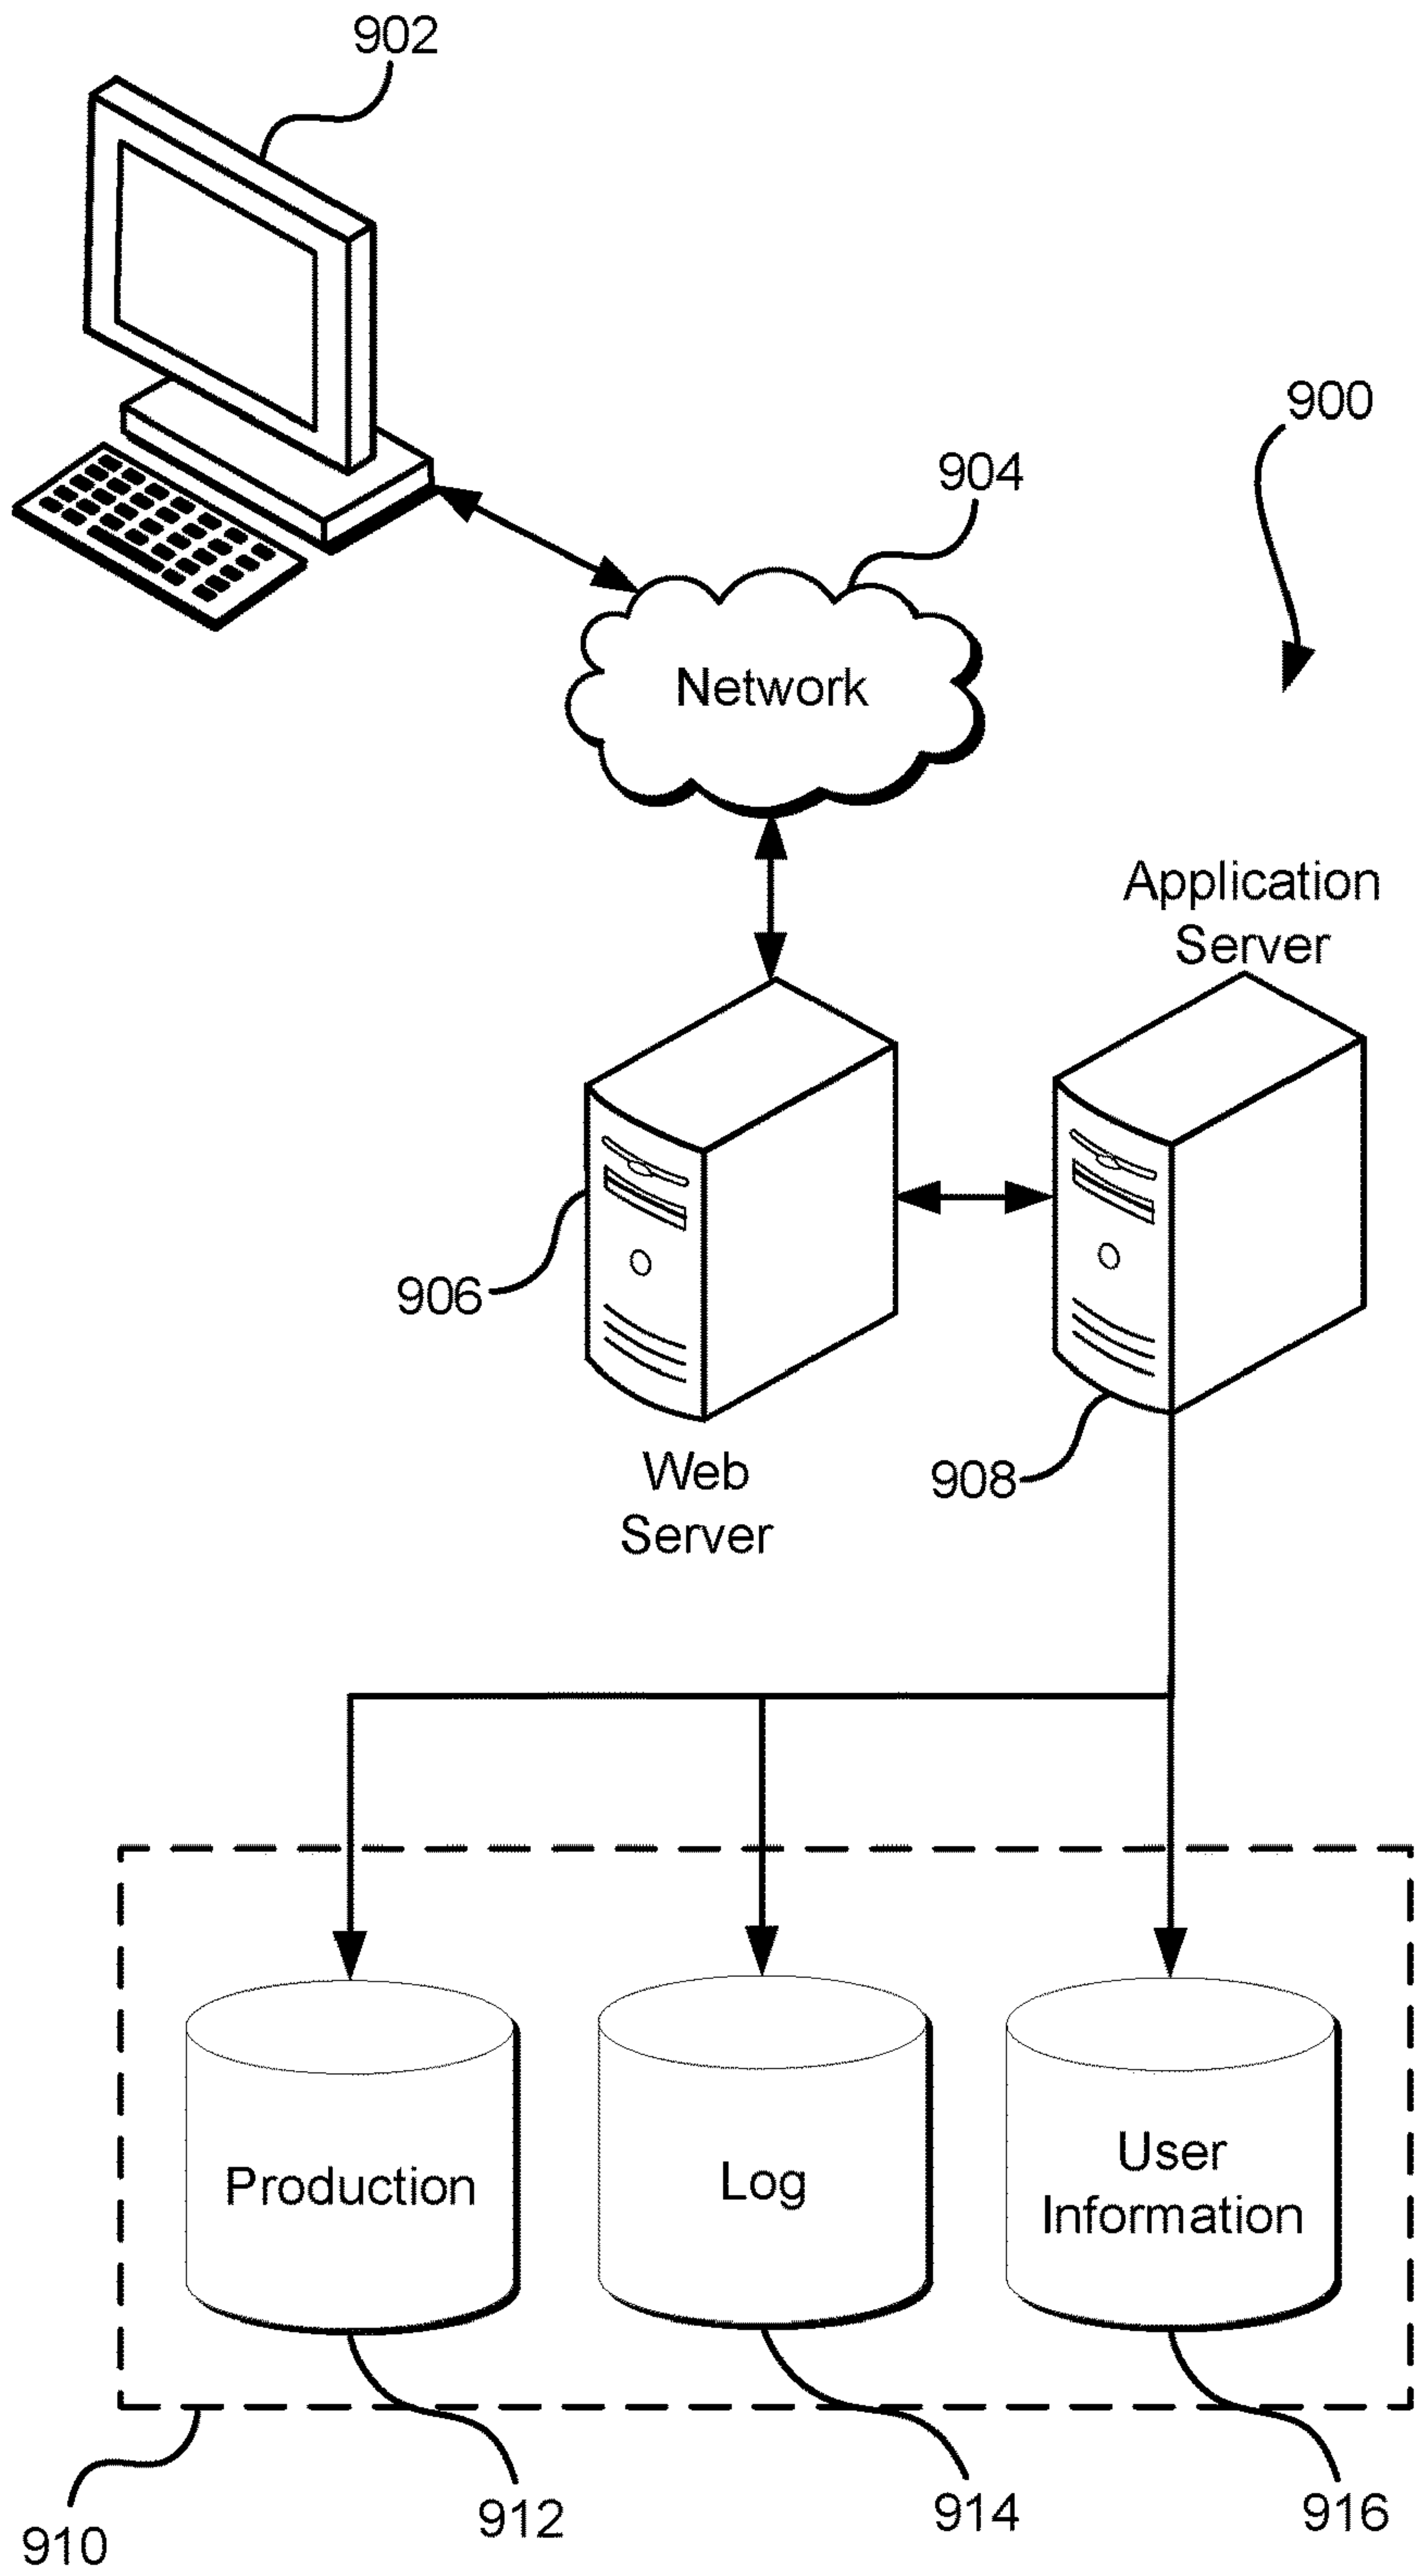 902
900
904
Network
Application
Server
906
908
Web
Server
Production
Log
User
Information
910
912
914
916